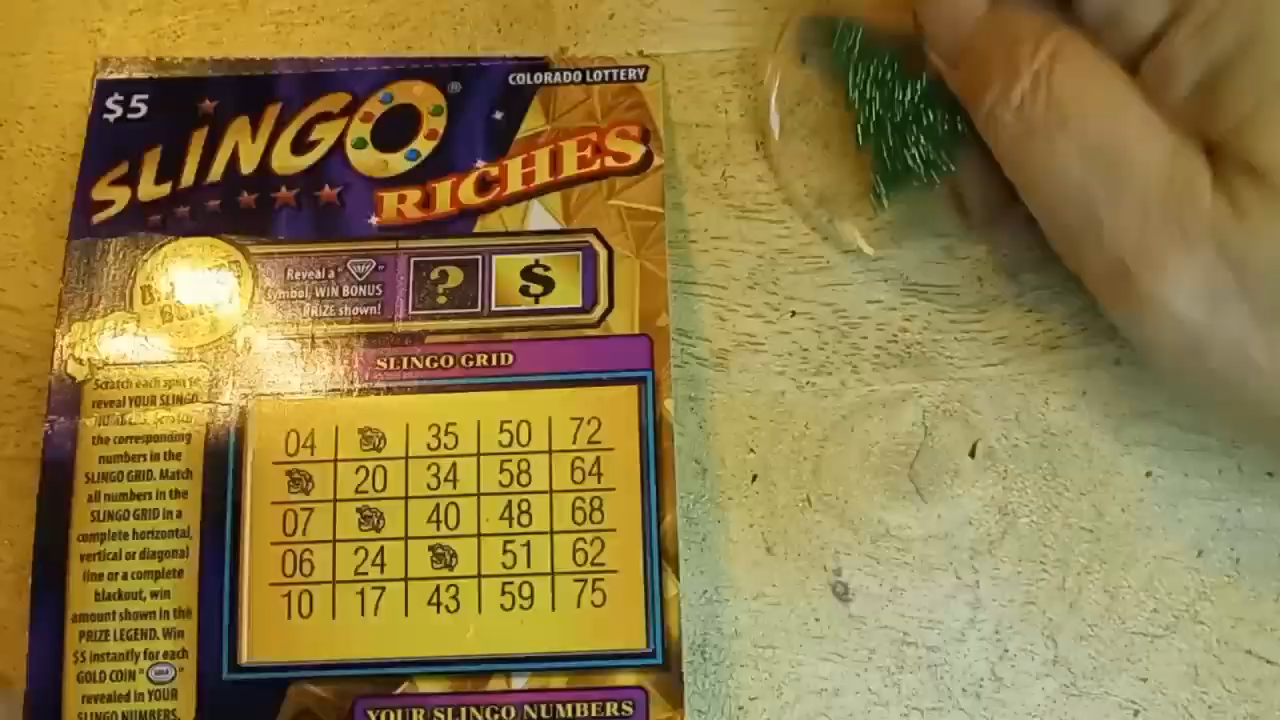 COLORADO LOTTERY
$5
SLINGO®
RICHES
Reveal a " "
Symbol, WIN BONUS
PRIZE shown!
? $
SLINGO GRID
Scratch each spin to
reveal YOUR SLINGO
the corresponding
numbers in the
SLINGO GRID. Match
all numbers in the
SLINGO GRID in a
complete horizontal,
vertical or diagonal
line or a complete
blackout, win
amount shown in the
PRIZE LEGEND. Win
$5 instantly for each
GOLD COIN " "
revealed in YOUR
SLINGO NUMBERS.
04 35 50 72
20 34 58 64
07 40 48 68
06 24 51 62
10 17 43 59 75
YOUR SLINGO NUMBERS